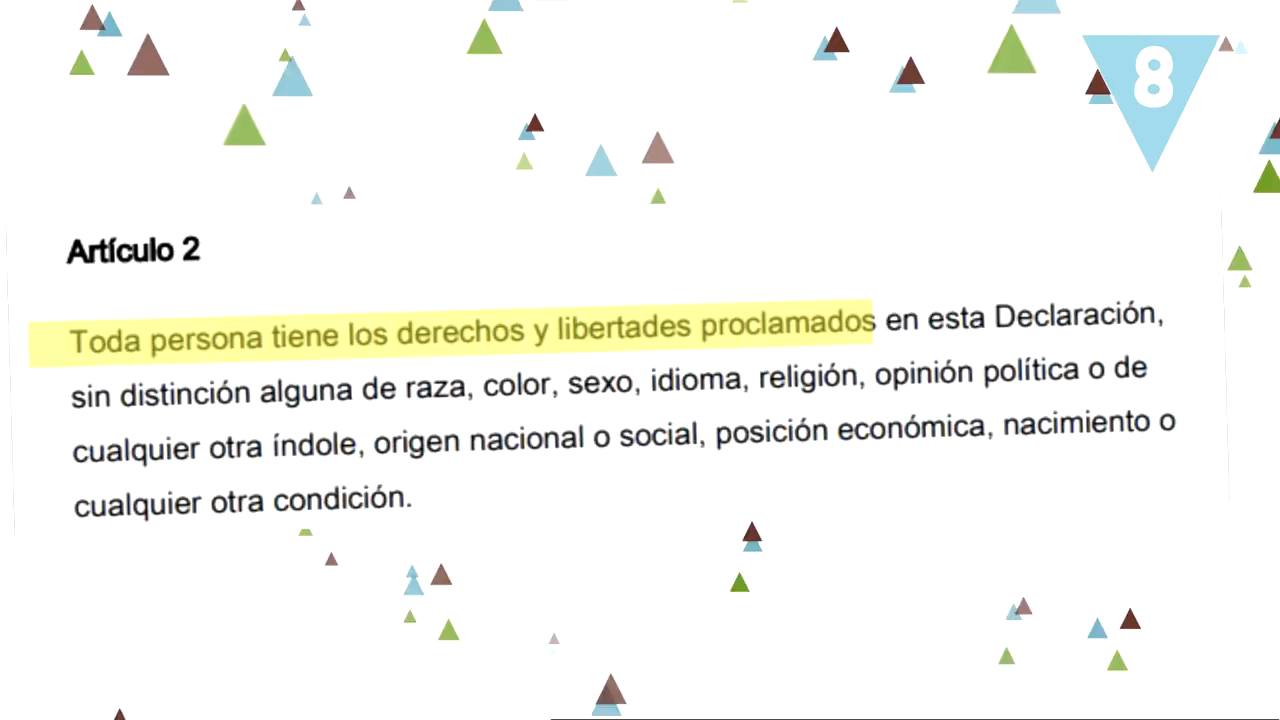 8
Artículo 2
Toda persona tiene los derechos y libertades proclamados en esta Declaración,
sin distinción alguna de raza, color, sexo, idioma, religión, opinión política o de
cualquier otra índole, origen nacional o social, posición económica, nacimiento o
cualquier otra condición.